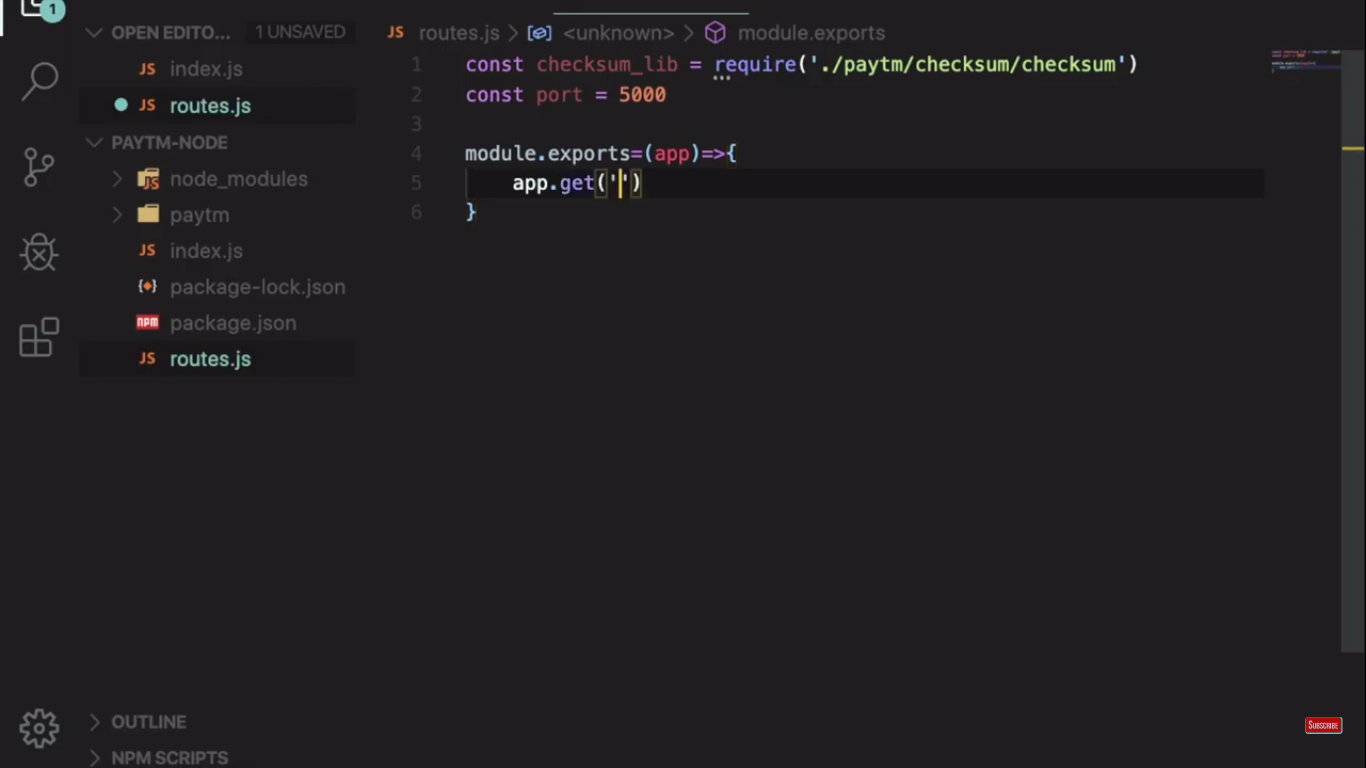 1
OPEN EDITO... 1 UNSAVED
JS index.js
JS routes.js
PAYTM-NODE
JS node_modules
paytm
JS index.js
package-lock.json
npm package.json
JS routes.js
OUTLINE
NPM SCRIPTS
JS routes.js > <unknown> > module.exports
1 const checksum_lib = require('./paytm/checksum/checksum')
2 const port = 5000
3
4 module.exports=(app)=>{
5 app.get('')
6 }
SUBSCRIBE